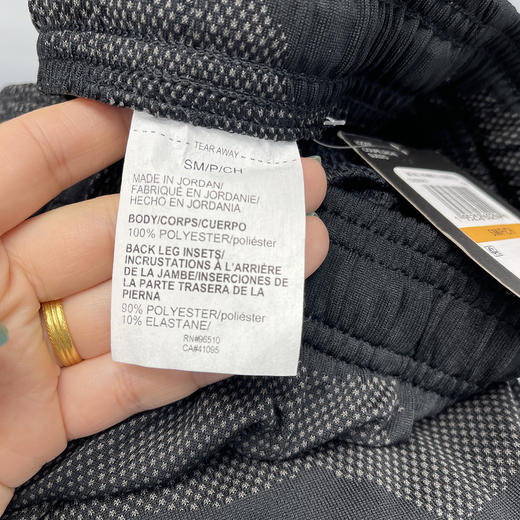 TEAR AWAY
SM/P/CH
MADE IN JORDAN/
FABRIQUÉ EN JORDANIE/
HECHO EN JORDANIA
BODY/CORPS/CUERPO
100% POLYESTER/poliéster
BACK LEG INSETS/
INCRUSTATIONS À L'ARRIÈRE
DE LA JAMBE/INSERCIONES DE
LA PARTE TRASERA DE LA
PIERNA
90% POLYESTER/poliéster
10% ELASTANE/
RN#96510
CA#41095
SM/P/CH